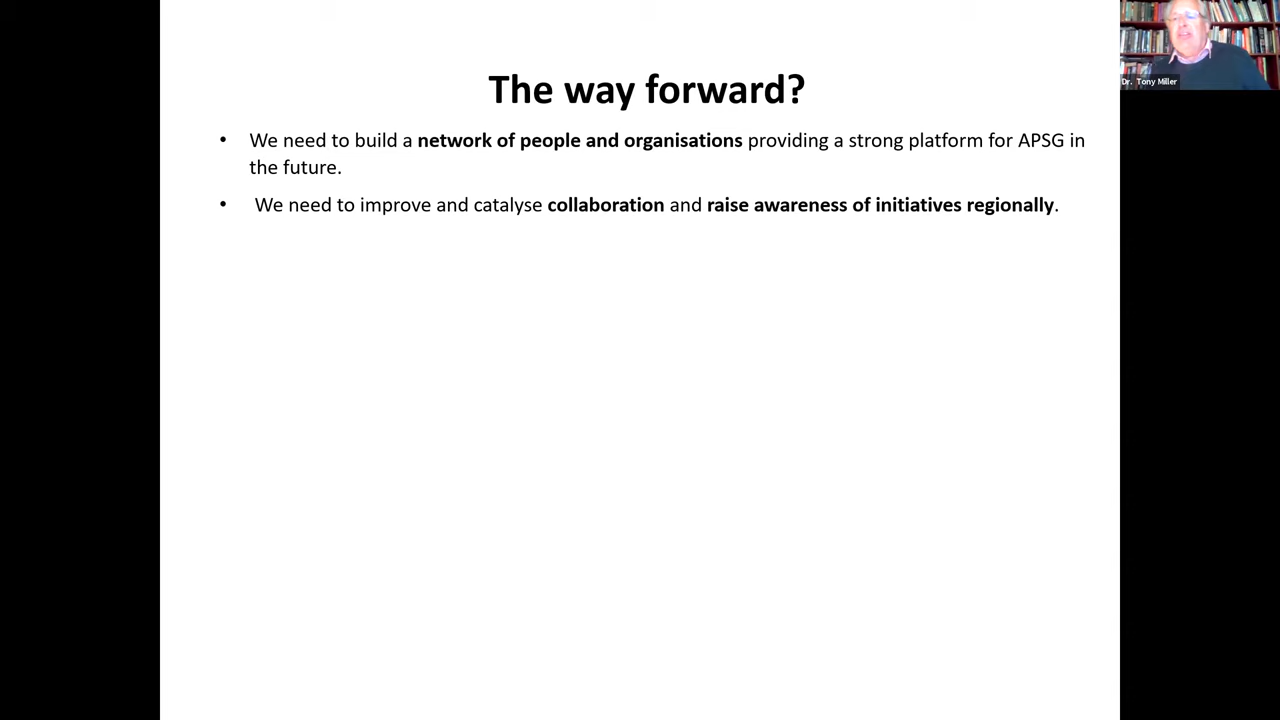 The way forward?
• We need to build a network of people and organisations providing a strong platform for APSG in
the future.
• We need to improve and catalyse collaboration and raise awareness of initiatives regionally.
Dr. Tony Miller